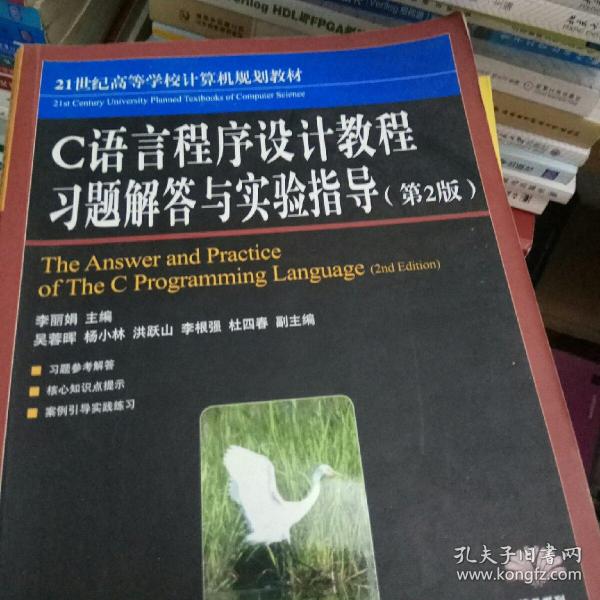 21世纪高等学校计算机规划教材
21st Century University Planned Textbooks of Computer Science
C语言程序设计教程
习题解答与实验指导(第2版)
The Answer and Practice
of The C Programming Language (2nd Edition)
李丽娟 主编
吴蓉晖 杨小林 洪跃山 李根强 杜四春 副主编
习题参考解答
核心知识点提示
案例引导实践练习
孔夫子旧书网
www.kongfz.com